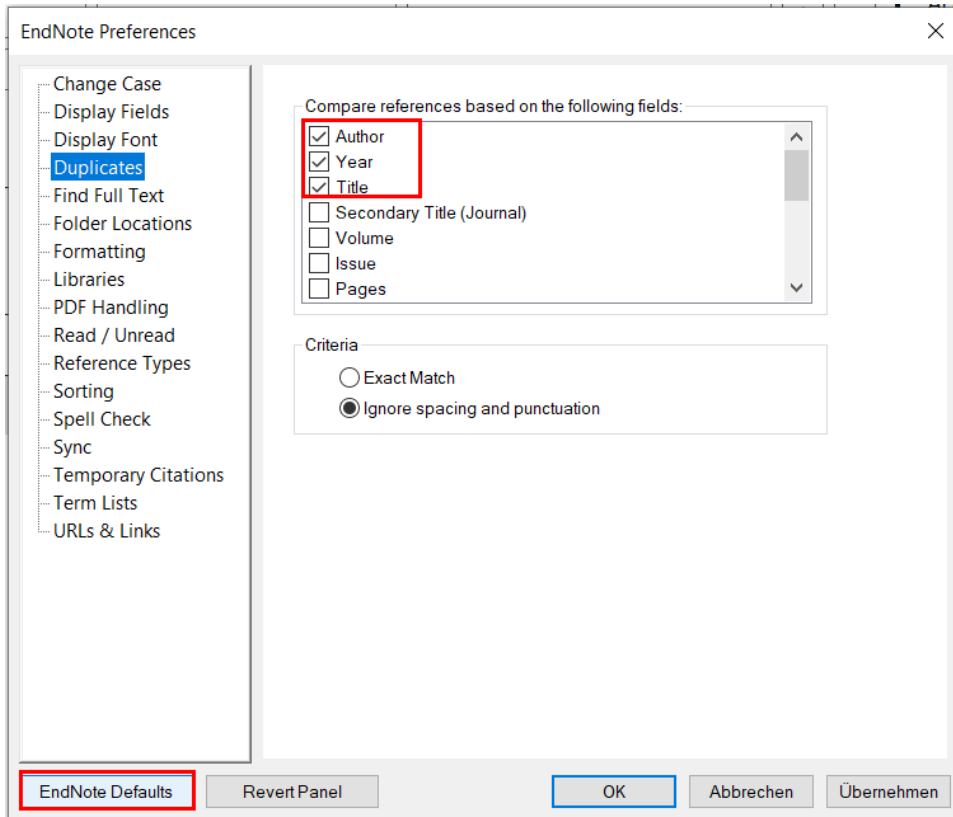 EndNote Preferences
Change Case
Display Fields
Display Font
Duplicates
Find Full Text
Folder Locations
Formatting
Libraries
PDF Handling
Read / Unread
Reference Types
Sorting
Spell Check
Sync
Temporary Citations
Term Lists
URLs & Links
Compare references based on the following fields:
Author
Year
Title
Secondary Title (Journal)
Volume
Issue
Pages
Criteria
Exact Match
Ignore spacing and punctuation
EndNote Defaults
Revert Panel
OK
Abbrechen
Übernehmen